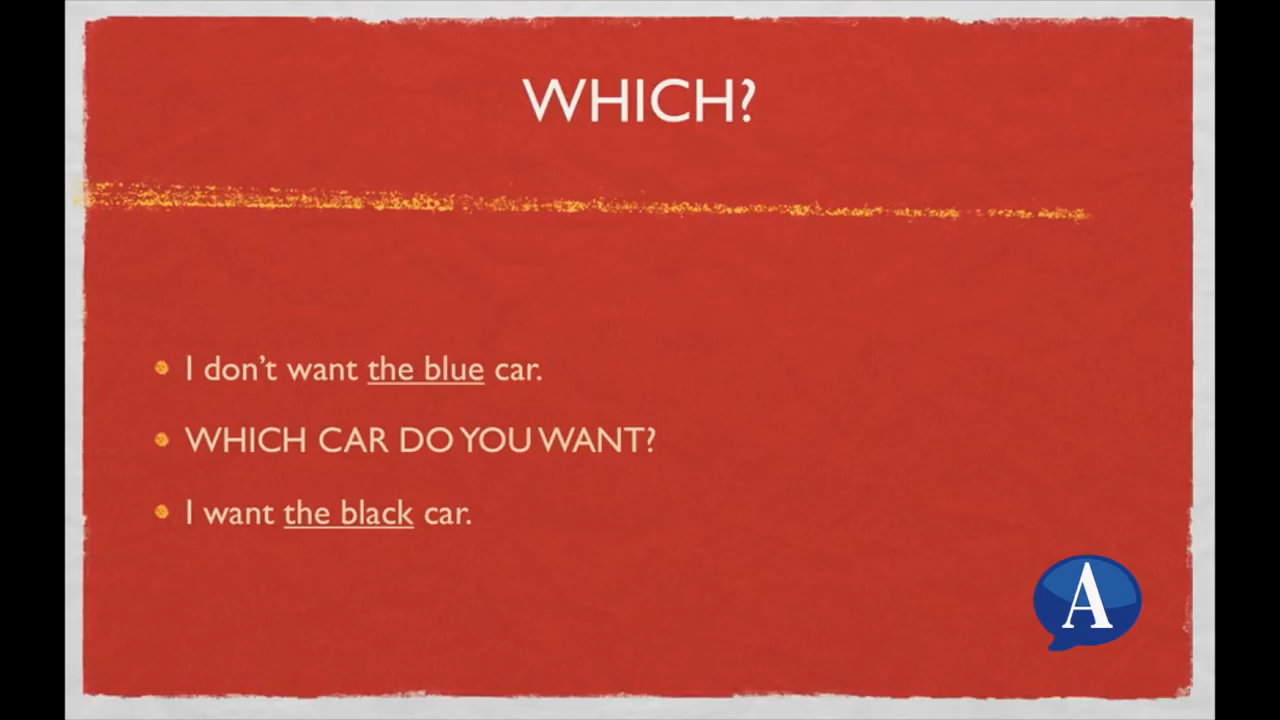 WHICH?
I don't want the blue car.
WHICH CAR DO YOU WANT?
I want the black car.
A